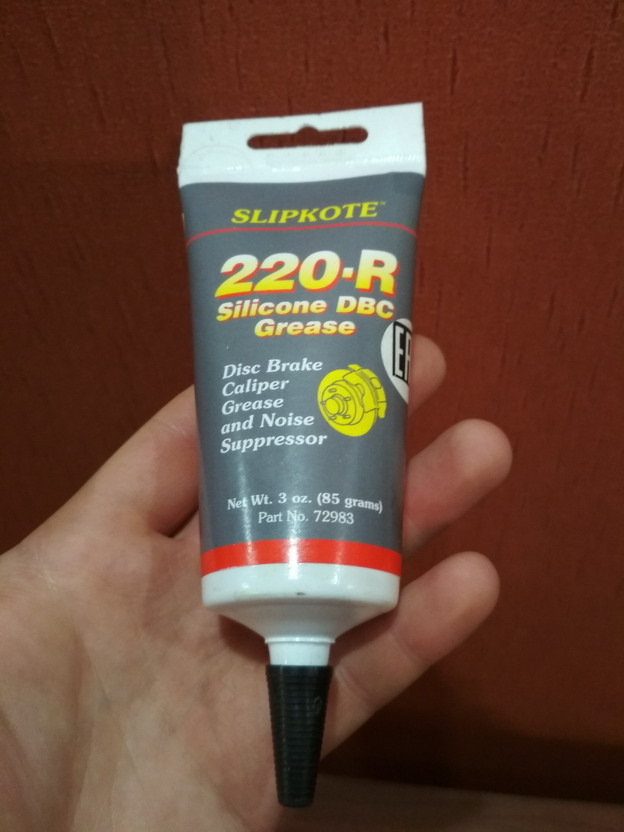 SLIPKOTE™
220-R
Silicone DBC
Grease
Disc Brake
Caliper
Grease
and Noise
Suppressor
Net Wt. 3 oz. (85 grams)
Part No. 72983